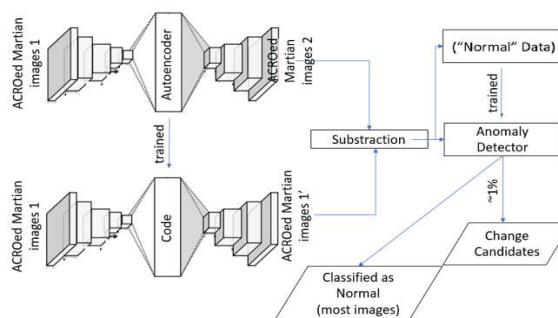 ACROed Martian
images 1
Autoencoder
ACROed
Martian
images 2
("Normal" Data)
trained
trained
Substraction
Anomaly
Detector
ACROed Martian
images 1
Code
ACROed Martian
images 1'
~1%
Change
Candidates
Classified as
Normal
(most images)